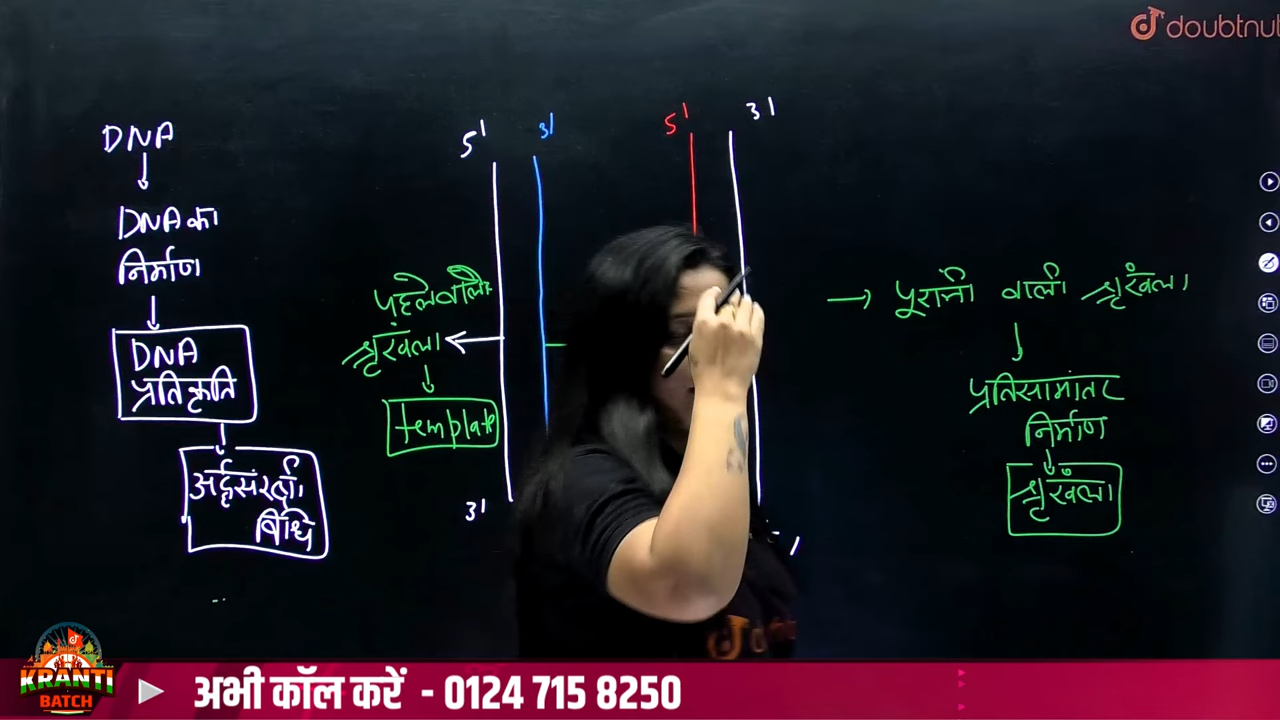 doubtnut
DNA
DNA का
निर्माण
DNA
प्रतिकृति
अर्द्धसंरक्षी
विधि
5'
3'
5'
3'
पहले वाली
श्रृंखला
template
3'
पूरानी वाली श्रृंखला
प्रतिसामांतर
निर्माण
श्रृंखला
KRANTI
BATCH
अभी कॉल करें - 0124 715 8250